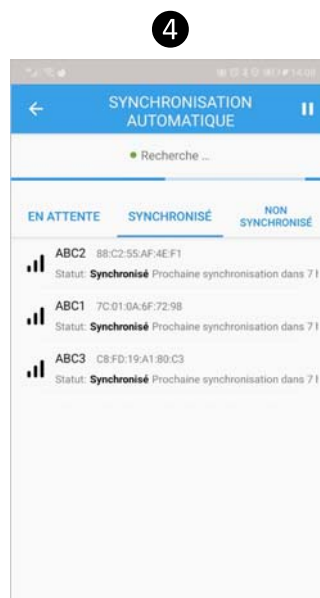 4
14:09
SYNCHRONISATION
AUTOMATIQUE
Recherche ...
EN ATTENTE SYNCHRONISÉ NON
SYNCHRONISÉ
ABC2 88:C2:55:AF:4E:F1
Statut: Synchronisé Prochaine synchronisation dans 7 h
ABC1 7C:01:0A:6F:72:98
Statut: Synchronisé Prochaine synchronisation dans 7 h
ABC3 C8:FD:19:A1:80:C3
Statut: Synchronisé Prochaine synchronisation dans 7 h